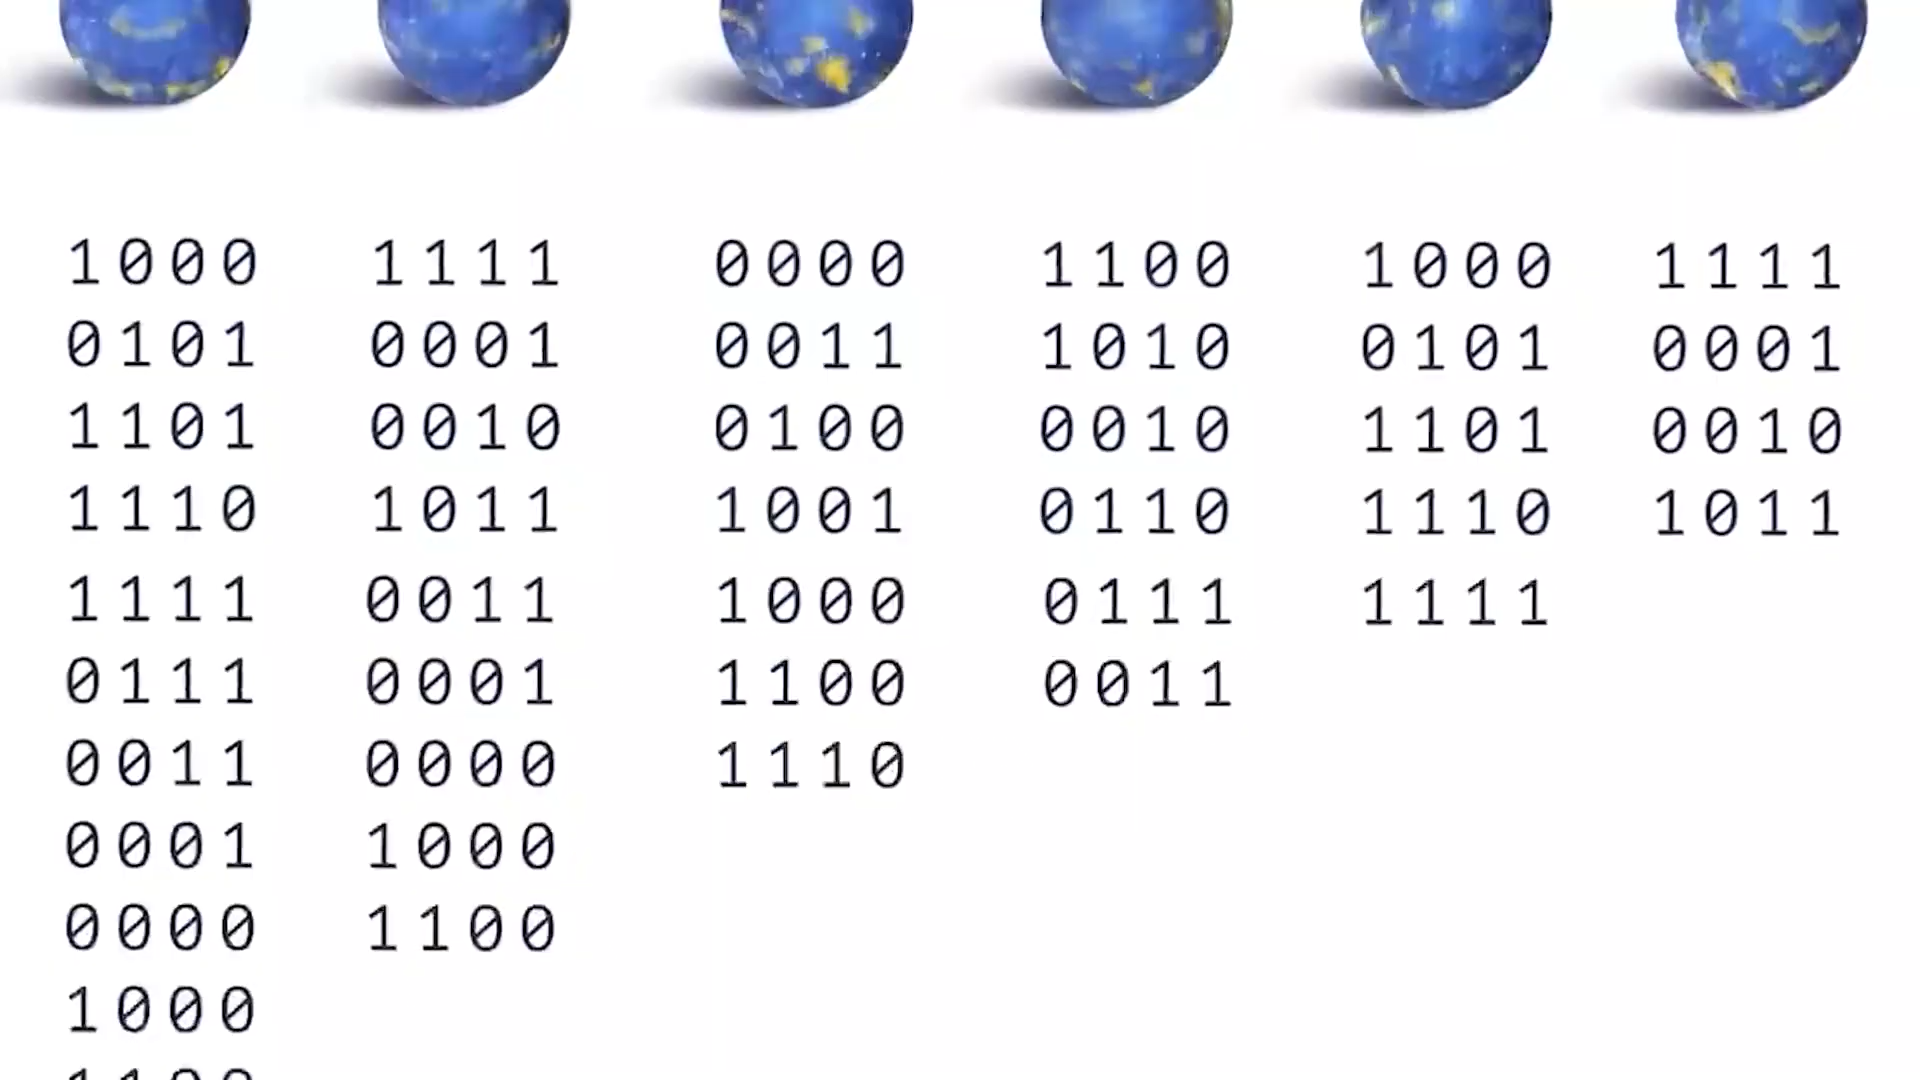 1000 1111 0000 1100 1000 1111
0101 0001 0011 1010 0101 0001
1101 0010 0100 0010 1101 0010
1110 1011 1001 0110 1110 1011
1111 0011 1000 0111 1111
0111 0001 1100 0011
0011 0000 1110
0001 1000
0000 1100
1000